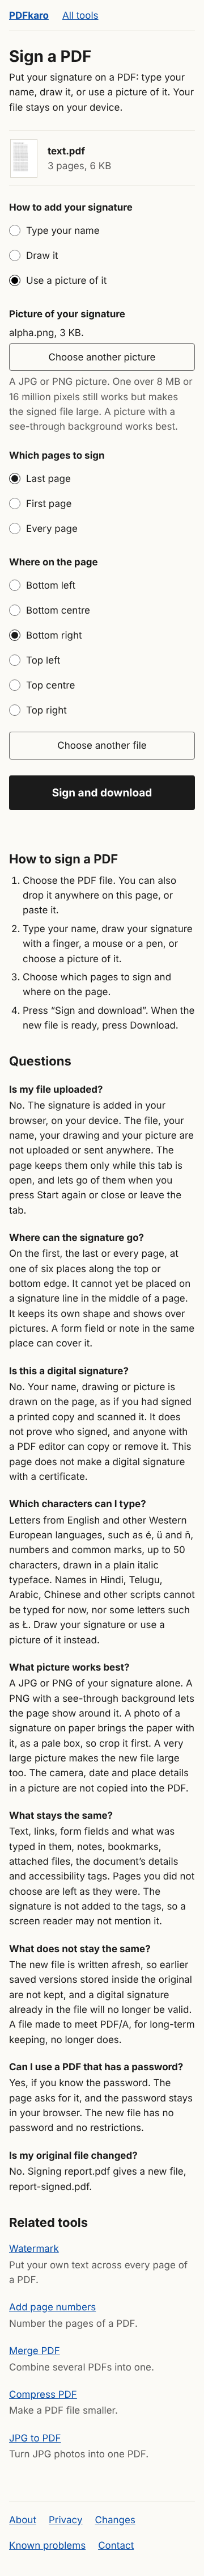 PDFkaro All tools
Sign a PDF
Put your signature on a PDF: type your
name, draw it, or use a picture of it. Your
file stays on your device.
text.pdf
3 pages, 6 KB
How to add your signature
Type your name
Draw it
Use a picture of it
Picture of your signature
alpha.png, 3 KB.
Choose another picture
A JPG or PNG picture. One over 8 MB or
16 million pixels still works but makes
the signed file large. A picture with a
see-through background works best.
Which pages to sign
Last page
First page
Every page
Where on the page
Bottom left
Bottom centre
Bottom right
Top left
Top centre
Top right
Choose another file
Sign and download
How to sign a PDF
1. Choose the PDF file. You can also
drop it anywhere on this page, or
paste it.
2. Type your name, draw your signature
with a finger, a mouse or a pen, or
choose a picture of it.
3. Choose which pages to sign and
where on the page.
4. Press “Sign and download”. When the
new file is ready, press Download.
Questions
Is my file uploaded?
No. The signature is added in your
browser, on your device. The file, your
name, your drawing and your picture are
not uploaded or sent anywhere. The
page keeps them only while this tab is
open, and lets go of them when you
press Start again or close or leave the
tab.
Where can the signature go?
On the first, the last or every page, at
one of six places along the top or
bottom edge. It cannot yet be placed on
a signature line in the middle of a page.
It keeps its own shape and shows over
pictures. A form field or note in the same
place can cover it.
Is this a digital signature?
No. Your name, drawing or picture is
drawn on the page, as if you had signed
a printed copy and scanned it. It does
not prove who signed, and anyone with
a PDF editor can copy or remove it. This
page does not make a digital signature
with a certificate.
Which characters can I type?
Letters from English and other Western
European languages, such as é, ü and ñ,
numbers and common marks, up to 50
characters, drawn in a plain italic
typeface. Names in Hindi, Telugu,
Arabic, Chinese and other scripts cannot
be typed for now, nor some letters such
as Ł. Draw your signature or use a
picture of it instead.
What picture works best?
A JPG or PNG of your signature alone. A
PNG with a see-through background lets
the page show around it. A photo of a
signature on paper brings the paper with
it, as a pale box, so crop it first. A very
large picture makes the new file large
too. The camera, date and place details
in a picture are not copied into the PDF.
What stays the same?
Text, links, form fields and what was
typed in them, notes, bookmarks,
attached files, the document’s details
and accessibility tags. Pages you did not
choose are left as they were. The
signature is not added to the tags, so a
screen reader may not mention it.
What does not stay the same?
The new file is written afresh, so earlier
saved versions stored inside the original
are not kept, and a digital signature
already in the file will no longer be valid.
A file made to meet PDF/A, for long-term
keeping, no longer does.
Can I use a PDF that has a password?
Yes, if you know the password. The
page asks for it, and the password stays
in your browser. The new file has no
password and no restrictions.
Is my original file changed?
No. Signing report.pdf gives a new file,
report-signed.pdf.
Related tools
Watermark
Put your own text across every page of
a PDF.
Add page numbers
Number the pages of a PDF.
Merge PDF
Combine several PDFs into one.
Compress PDF
Make a PDF file smaller.
JPG to PDF
Turn JPG photos into one PDF.
About Privacy Changes
Known problems Contact